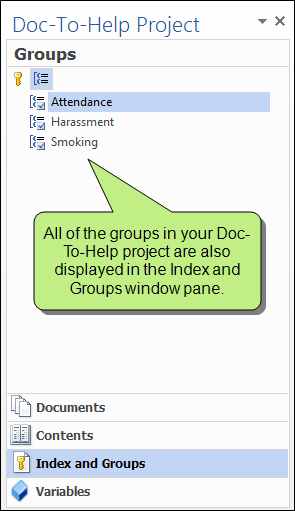 Doc-To-Help Project
Groups
Attendance
Harassment
Smoking
All of the groups in your Doc-
To-Help project are also
displayed in the Index and
Groups window pane.
Documents
Contents
Index and Groups
Variables